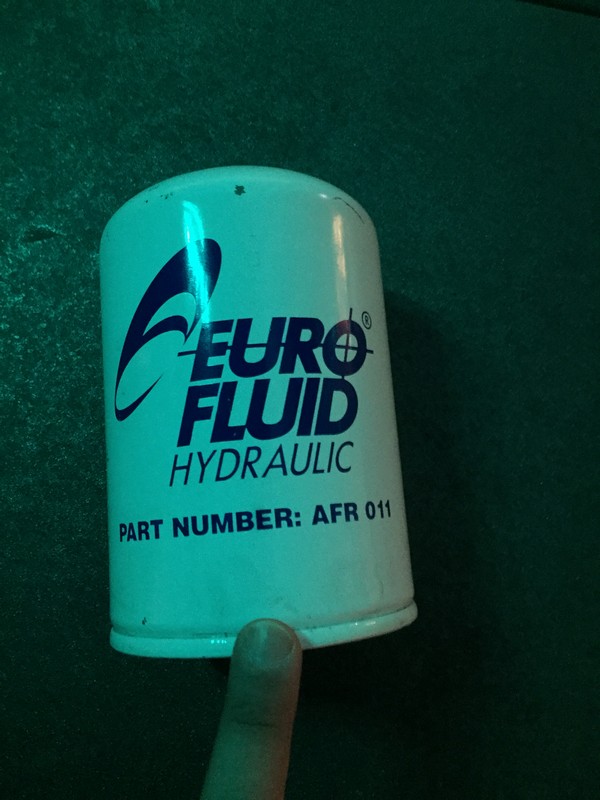 EURO®
FLUID
HYDRAULIC
PART NUMBER: AFR 011